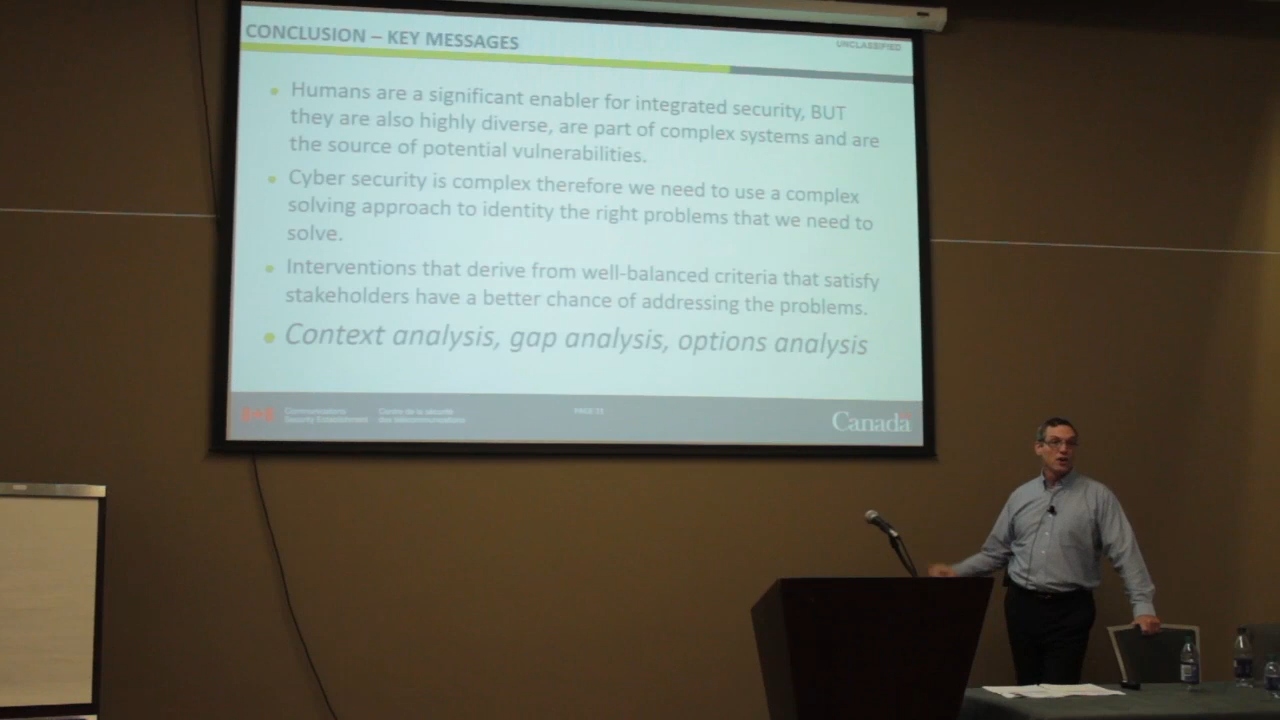 CONCLUSION – KEY MESSAGES
UNCLASSIFIED
Humans are a significant enabler for integrated security, BUT
they are also highly diverse, are part of complex systems and are
the source of potential vulnerabilities.
Cyber security is complex therefore we need to use a complex
solving approach to identity the right problems that we need to
solve.
Interventions that derive from well-balanced criteria that satisfy
stakeholders have a better chance of addressing the problems.
Context analysis, gap analysis, options analysis
Communications
Security Establishment
Centre de la sécurité
des télécommunications
Canada